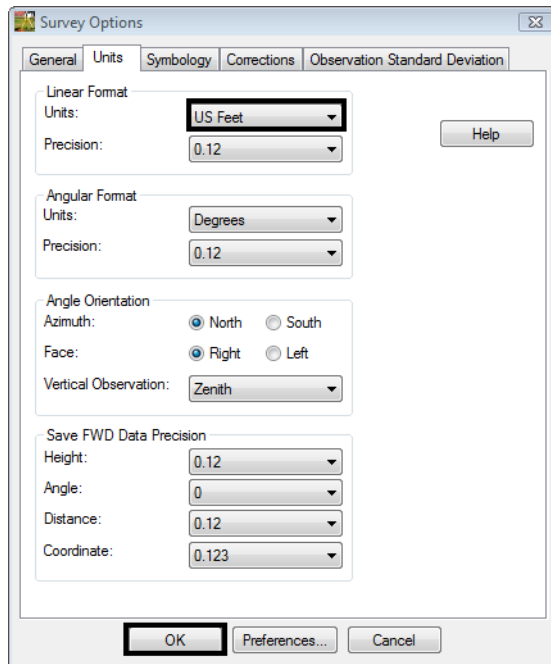 Survey Options
General Units Symbology Corrections Observation Standard Deviation
Linear Format
Units: US Feet
Help
Precision: 0.12
Angular Format
Units: Degrees
Precision: 0.12
Angle Orientation
Azimuth: North South
Face: Right Left
Vertical Observation: Zenith
Save FWD Data Precision
Height: 0.12
Angle: 0
Distance: 0.12
Coordinate: 0.123
OK Preferences... Cancel